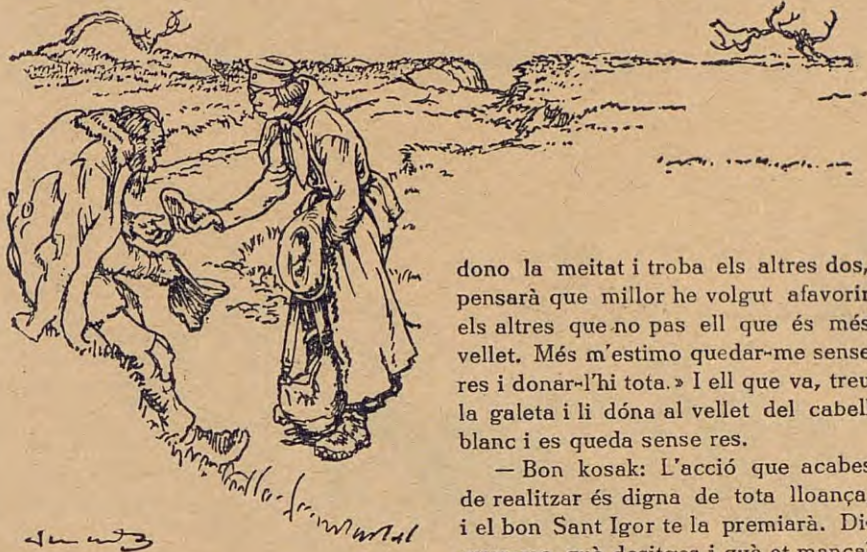 dono la meitat i troba els altres dos,
pensarà que millor he volgut afavorir
els altres que no pas ell que és més
vellet. Més m'estimo quedar-me sense
res i donar-l'hi tota.» I ell que va, treu
la galeta i li dóna al vellet del cabell
blanc i es queda sense res.
— Bon kosak: L'acció que acabes
de realitzar és digna de tota lloança,
i el bon Sant Igor te la premiarà. Di